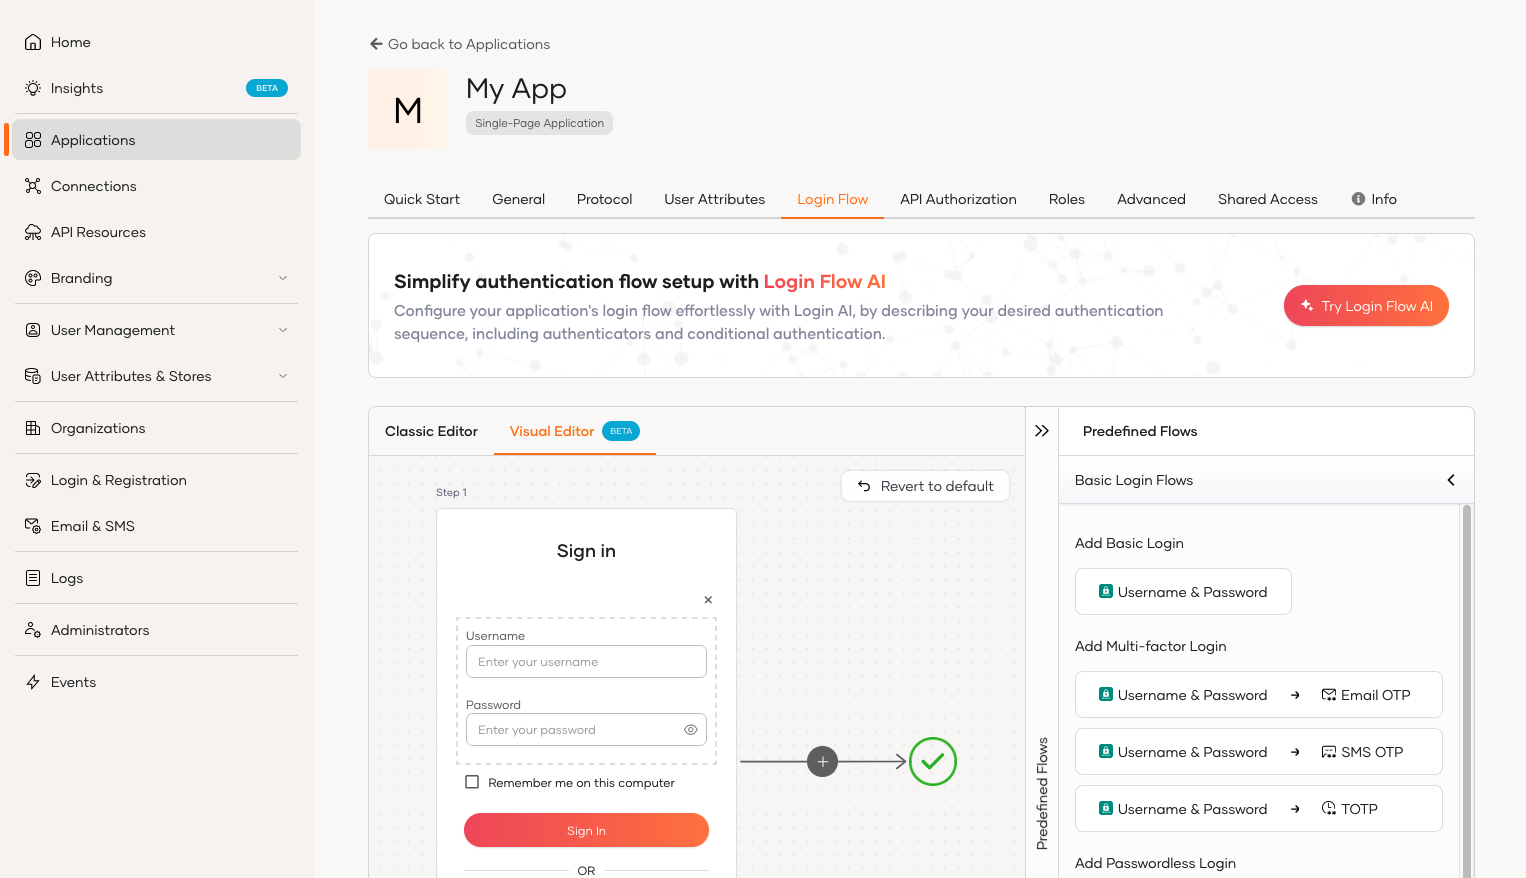 Home
Insights
BETA
Applications
Connections
API Resources
Branding
User Management
User Attributes & Stores
Organizations
Login & Registration
Email & SMS
Logs
Administrators
Events
Go back to Applications
M
My App
Single-Page Application
Quick Start
General
Protocol
User Attributes
Login Flow
API Authorization
Roles
Advanced
Shared Access
Info
Simplify authentication flow setup with Login Flow AI
Configure your application's login flow effortlessly with Login AI, by describing your desired authentication
sequence, including authenticators and conditional authentication.
Try Login Flow AI
Classic Editor
Visual Editor
BETA
Revert to default
Step 1
Sign in
Username
Enter your username
Password
Enter your password
Remember me on this computer
Sign In
OR
Predefined Flows
Predefined Flows
Basic Login Flows
Add Basic Login
Username & Password
Add Multi-factor Login
Username & Password → Email OTP
Username & Password → SMS OTP
Username & Password → TOTP
Add Passwordless Login